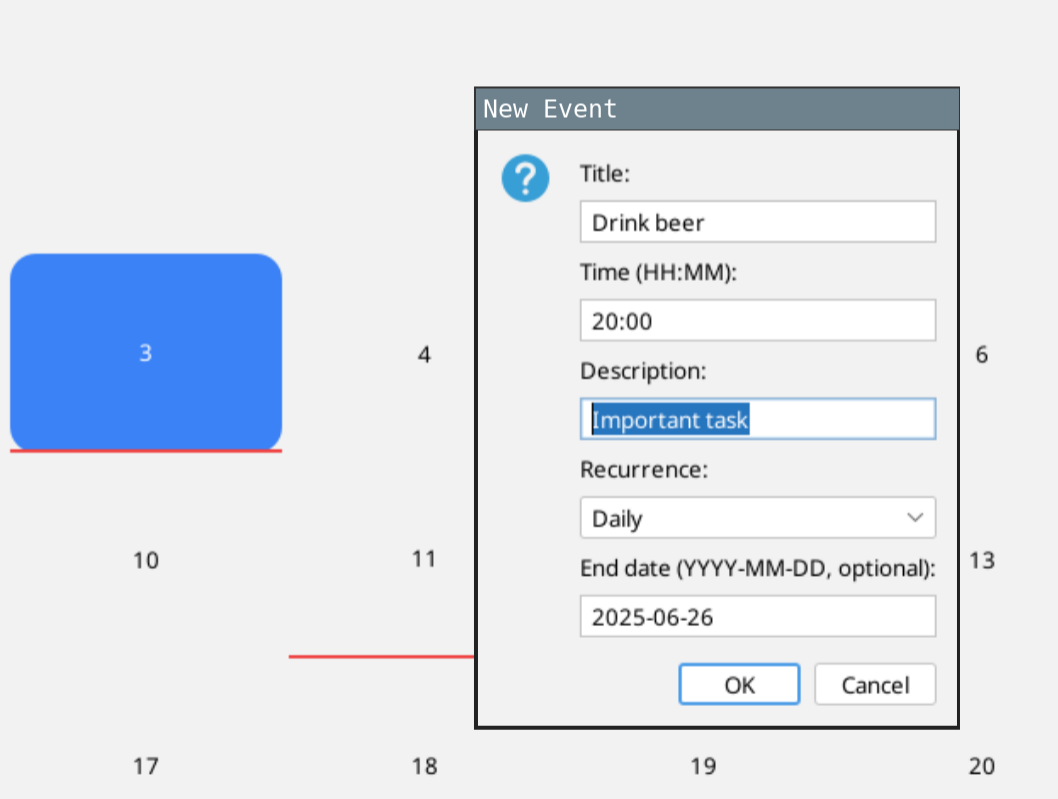 New Event
Title:
Drink beer
Time (HH:MM):
20:00
Description:
Important task
Recurrence:
Daily
End date (YYYY-MM-DD, optional):
2025-06-26
OK Cancel
3 4 6
10 11 13
17 18 19 20